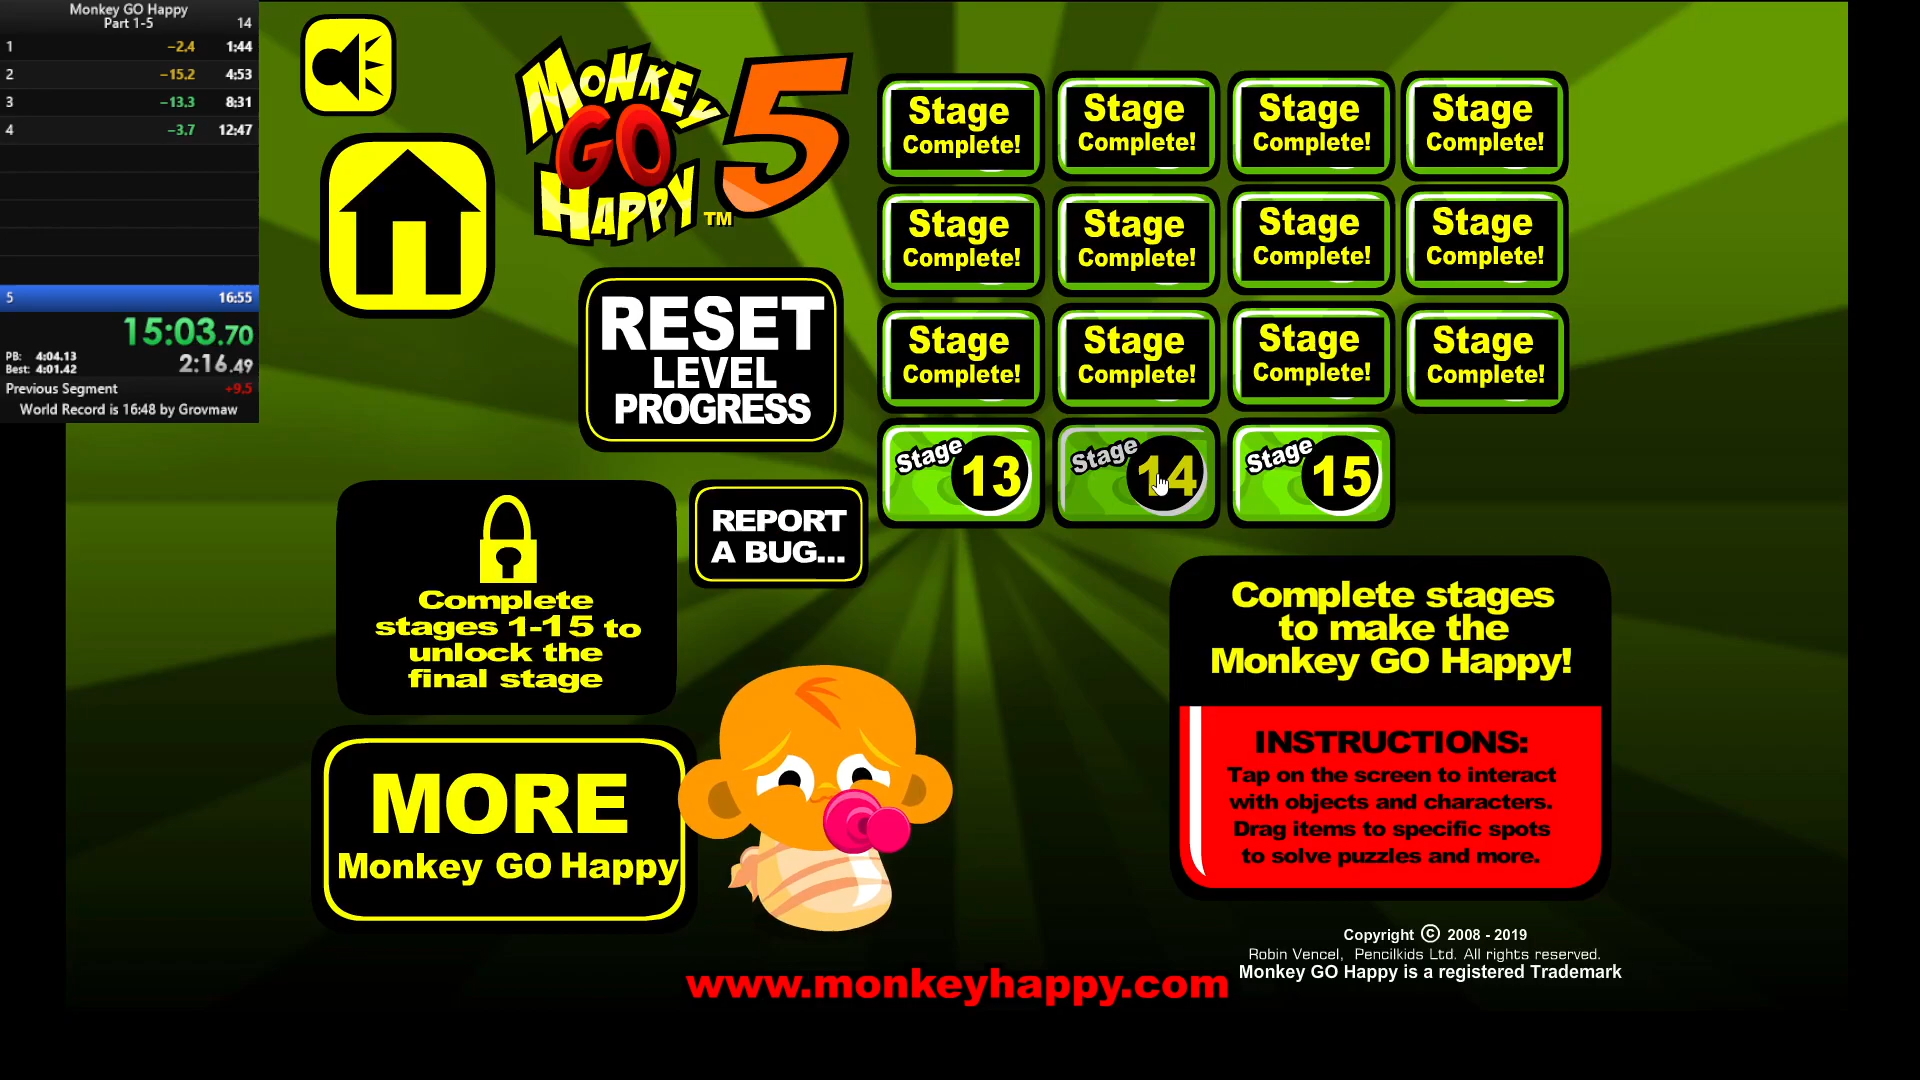 Monkey GO Happy
Part 1-5 14
1 −2.4 1:44
2 −15.2 4:53
3 −13.3 8:31
4 −3.7 12:47
5 16:55
15:03.70
PB: 4:04.13
Best: 4:01.42
2:16.49
Previous Segment +9.5
World Record is 16:48 by Grovmaw
MONKEY
GO
HAPPY™
5
RESET
LEVEL
PROGRESS
REPORT
A BUG...
Stage Complete!
Stage Complete!
Stage Complete!
Stage Complete!
Stage Complete!
Stage Complete!
Stage Complete!
Stage Complete!
Stage Complete!
Stage Complete!
Stage Complete!
Stage Complete!
Stage 13
Stage 14
Stage 15
Complete
stages 1-15 to
unlock the
final stage
MORE
Monkey GO Happy
Complete stages
to make the
Monkey GO Happy!
INSTRUCTIONS:
Tap on the screen to interact
with objects and characters.
Drag items to specific spots
to solve puzzles and more.
Copyright © 2008 - 2019
Robin Vencel, Pencilkids Ltd. All rights reserved.
Monkey GO Happy is a registered Trademark
www.monkeyhappy.com